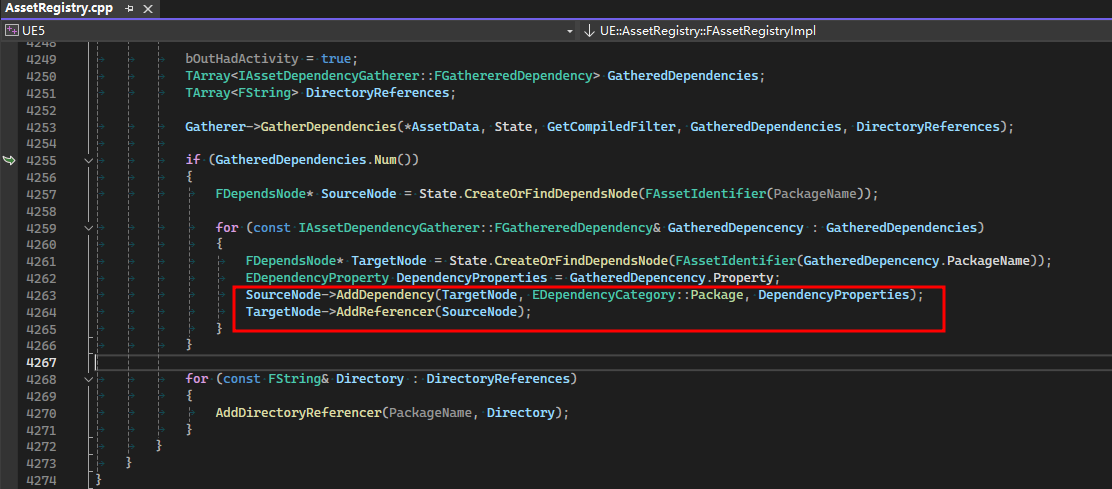 AssetRegistry.cpp
UE5 UE::AssetRegistry::FAssetRegistryImpl
4248
4249 bOutHadActivity = true;
4250 TArray<IAssetDependencyGatherer::FGathereredDependency> GatheredDependencies;
4251 TArray<FString> DirectoryReferences;
4252
4253 Gatherer->GatherDependencies(*AssetData, State, GetCompiledFilter, GatheredDependencies, DirectoryReferences);
4254
4255 if (GatheredDependencies.Num())
4256 {
4257 FDependsNode* SourceNode = State.CreateOrFindDependsNode(FAssetIdentifier(PackageName));
4258
4259 for (const IAssetDependencyGatherer::FGathereredDependency& GatheredDepencency : GatheredDependencies)
4260 {
4261 FDependsNode* TargetNode = State.CreateOrFindDependsNode(FAssetIdentifier(GatheredDepencency.PackageName));
4262 EDependencyProperty DependencyProperties = GatheredDepencency.Property;
4263 SourceNode->AddDependency(TargetNode, EDependencyCategory::Package, DependencyProperties);
4264 TargetNode->AddReferencer(SourceNode);
4265 }
4266 }
4267
4268 for (const FString& Directory : DirectoryReferences)
4269 {
4270 AddDirectoryReferencer(PackageName, Directory);
4271 }
4272 }
4273 }
4274 }